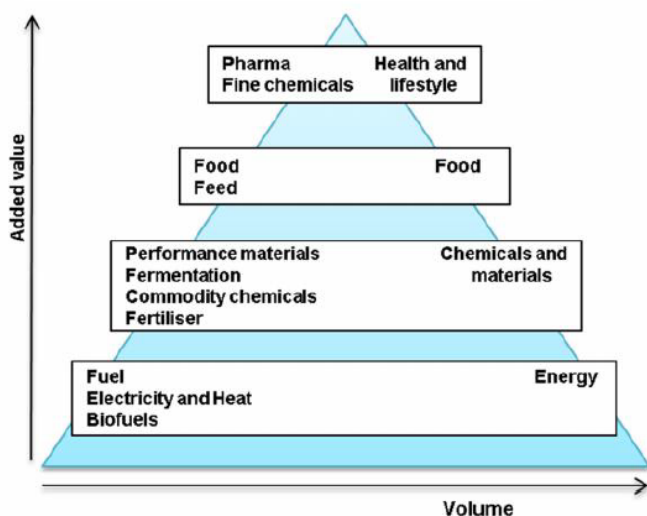 Pharma Health and
Fine chemicals lifestyle
Food Food
Feed
Performance materials Chemicals and
Fermentation materials
Commodity chemicals
Fertiliser
Fuel Energy
Electricity and Heat
Biofuels
Added value
Volume